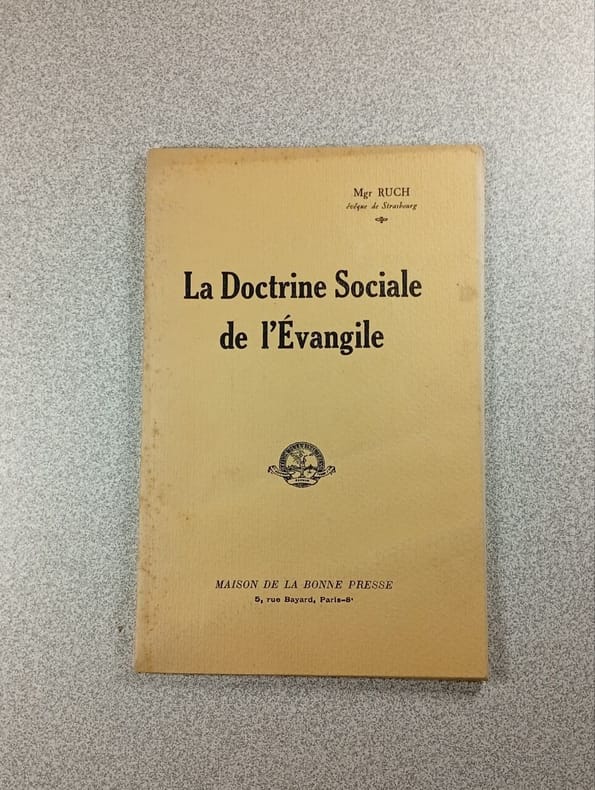 Mgr RUCH
évêque de Strasbourg
La Doctrine Sociale
de l'Évangile
MAISON DE LA BONNE PRESSE
5, rue Bayard, Paris-8ᵉ